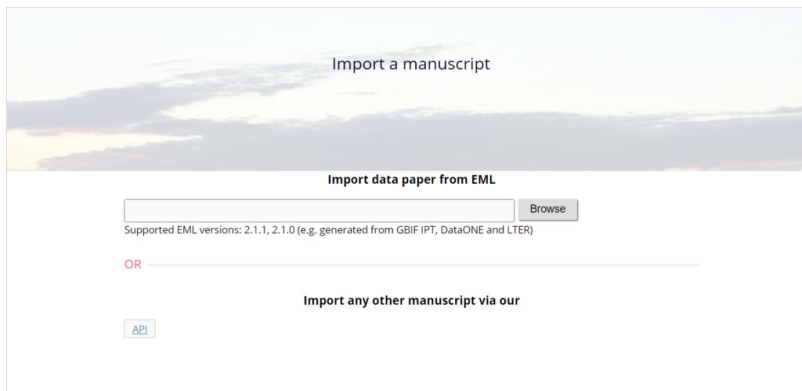 Import a manuscript
Import data paper from EML
Browse
Supported EML versions: 2.1.1, 2.1.0 (e.g. generated from GBIF IPT, DataONE and LTER)
OR
Import any other manuscript via our
API